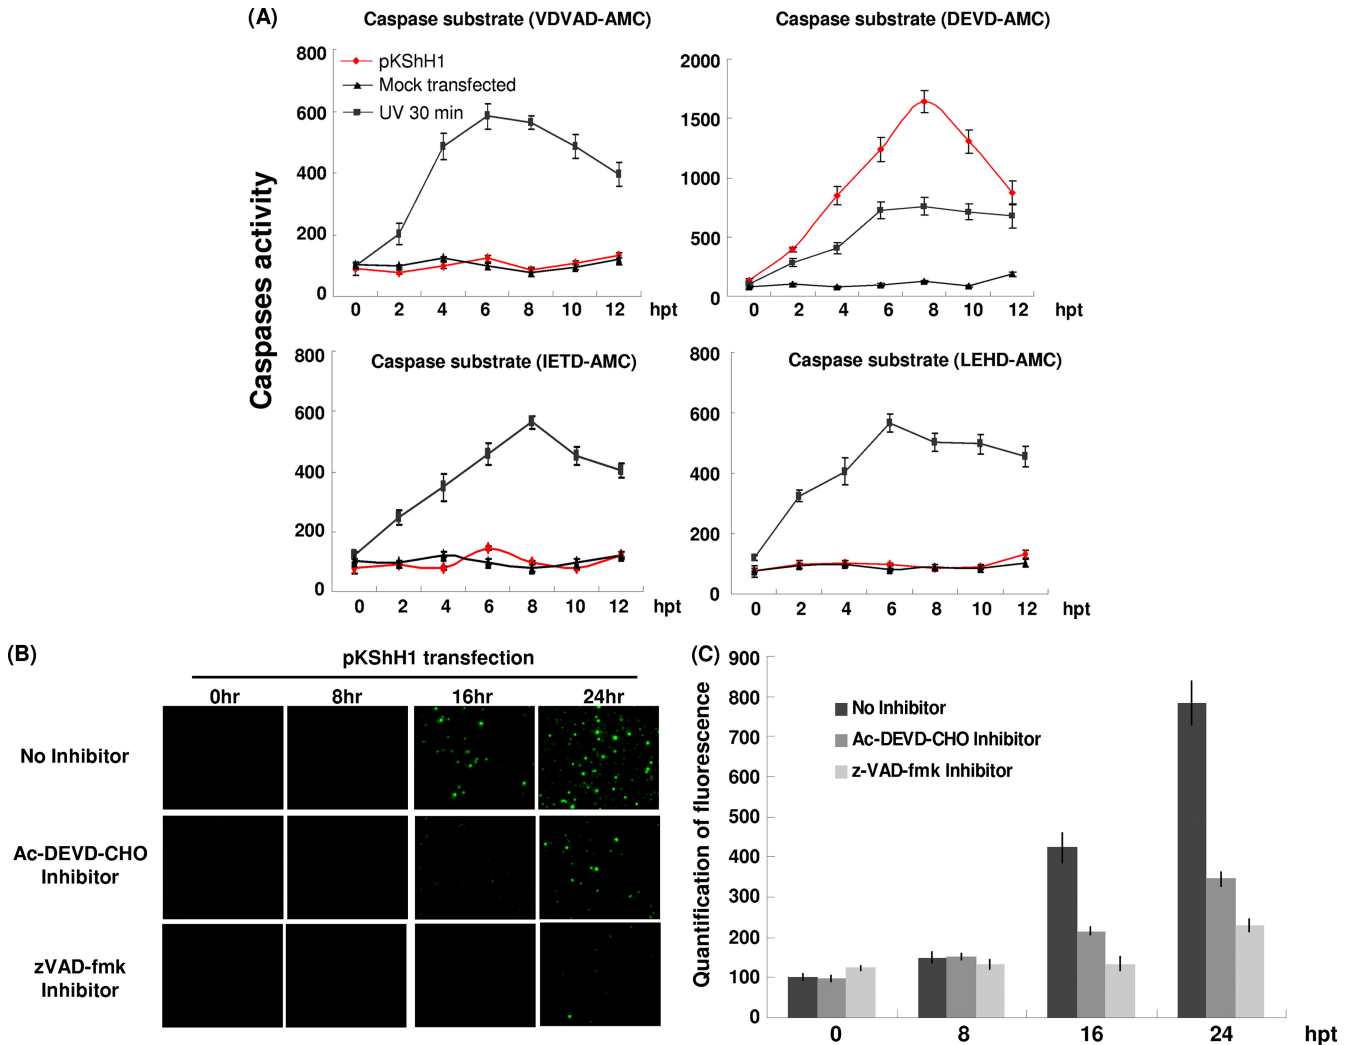 (A)
Caspase substrate (VDVAD-AMC)
Caspase substrate (DEVD-AMC)
Caspases activity
800
600
400
200
0
pKShH1
Mock transfected
UV 30 min
0 2 4 6 8 10 12 hpt
2000
1500
1000
500
0
0 2 4 6 8 10 12 hpt
Caspase substrate (IETD-AMC)
Caspase substrate (LEHD-AMC)
800
600
400
200
0
0 2 4 6 8 10 12 hpt
800
600
400
200
0
0 2 4 6 8 10 12 hpt
(B)
pKShH1 transfection
0hr 8hr 16hr 24hr
No Inhibitor
Ac-DEVD-CHO
Inhibitor
zVAD-fmk
Inhibitor
(C)
Quantification of fluorescence
900
800
700
600
500
400
300
200
100
0
No Inhibitor
Ac-DEVD-CHO Inhibitor
z-VAD-fmk Inhibitor
0 8 16 24 hpt